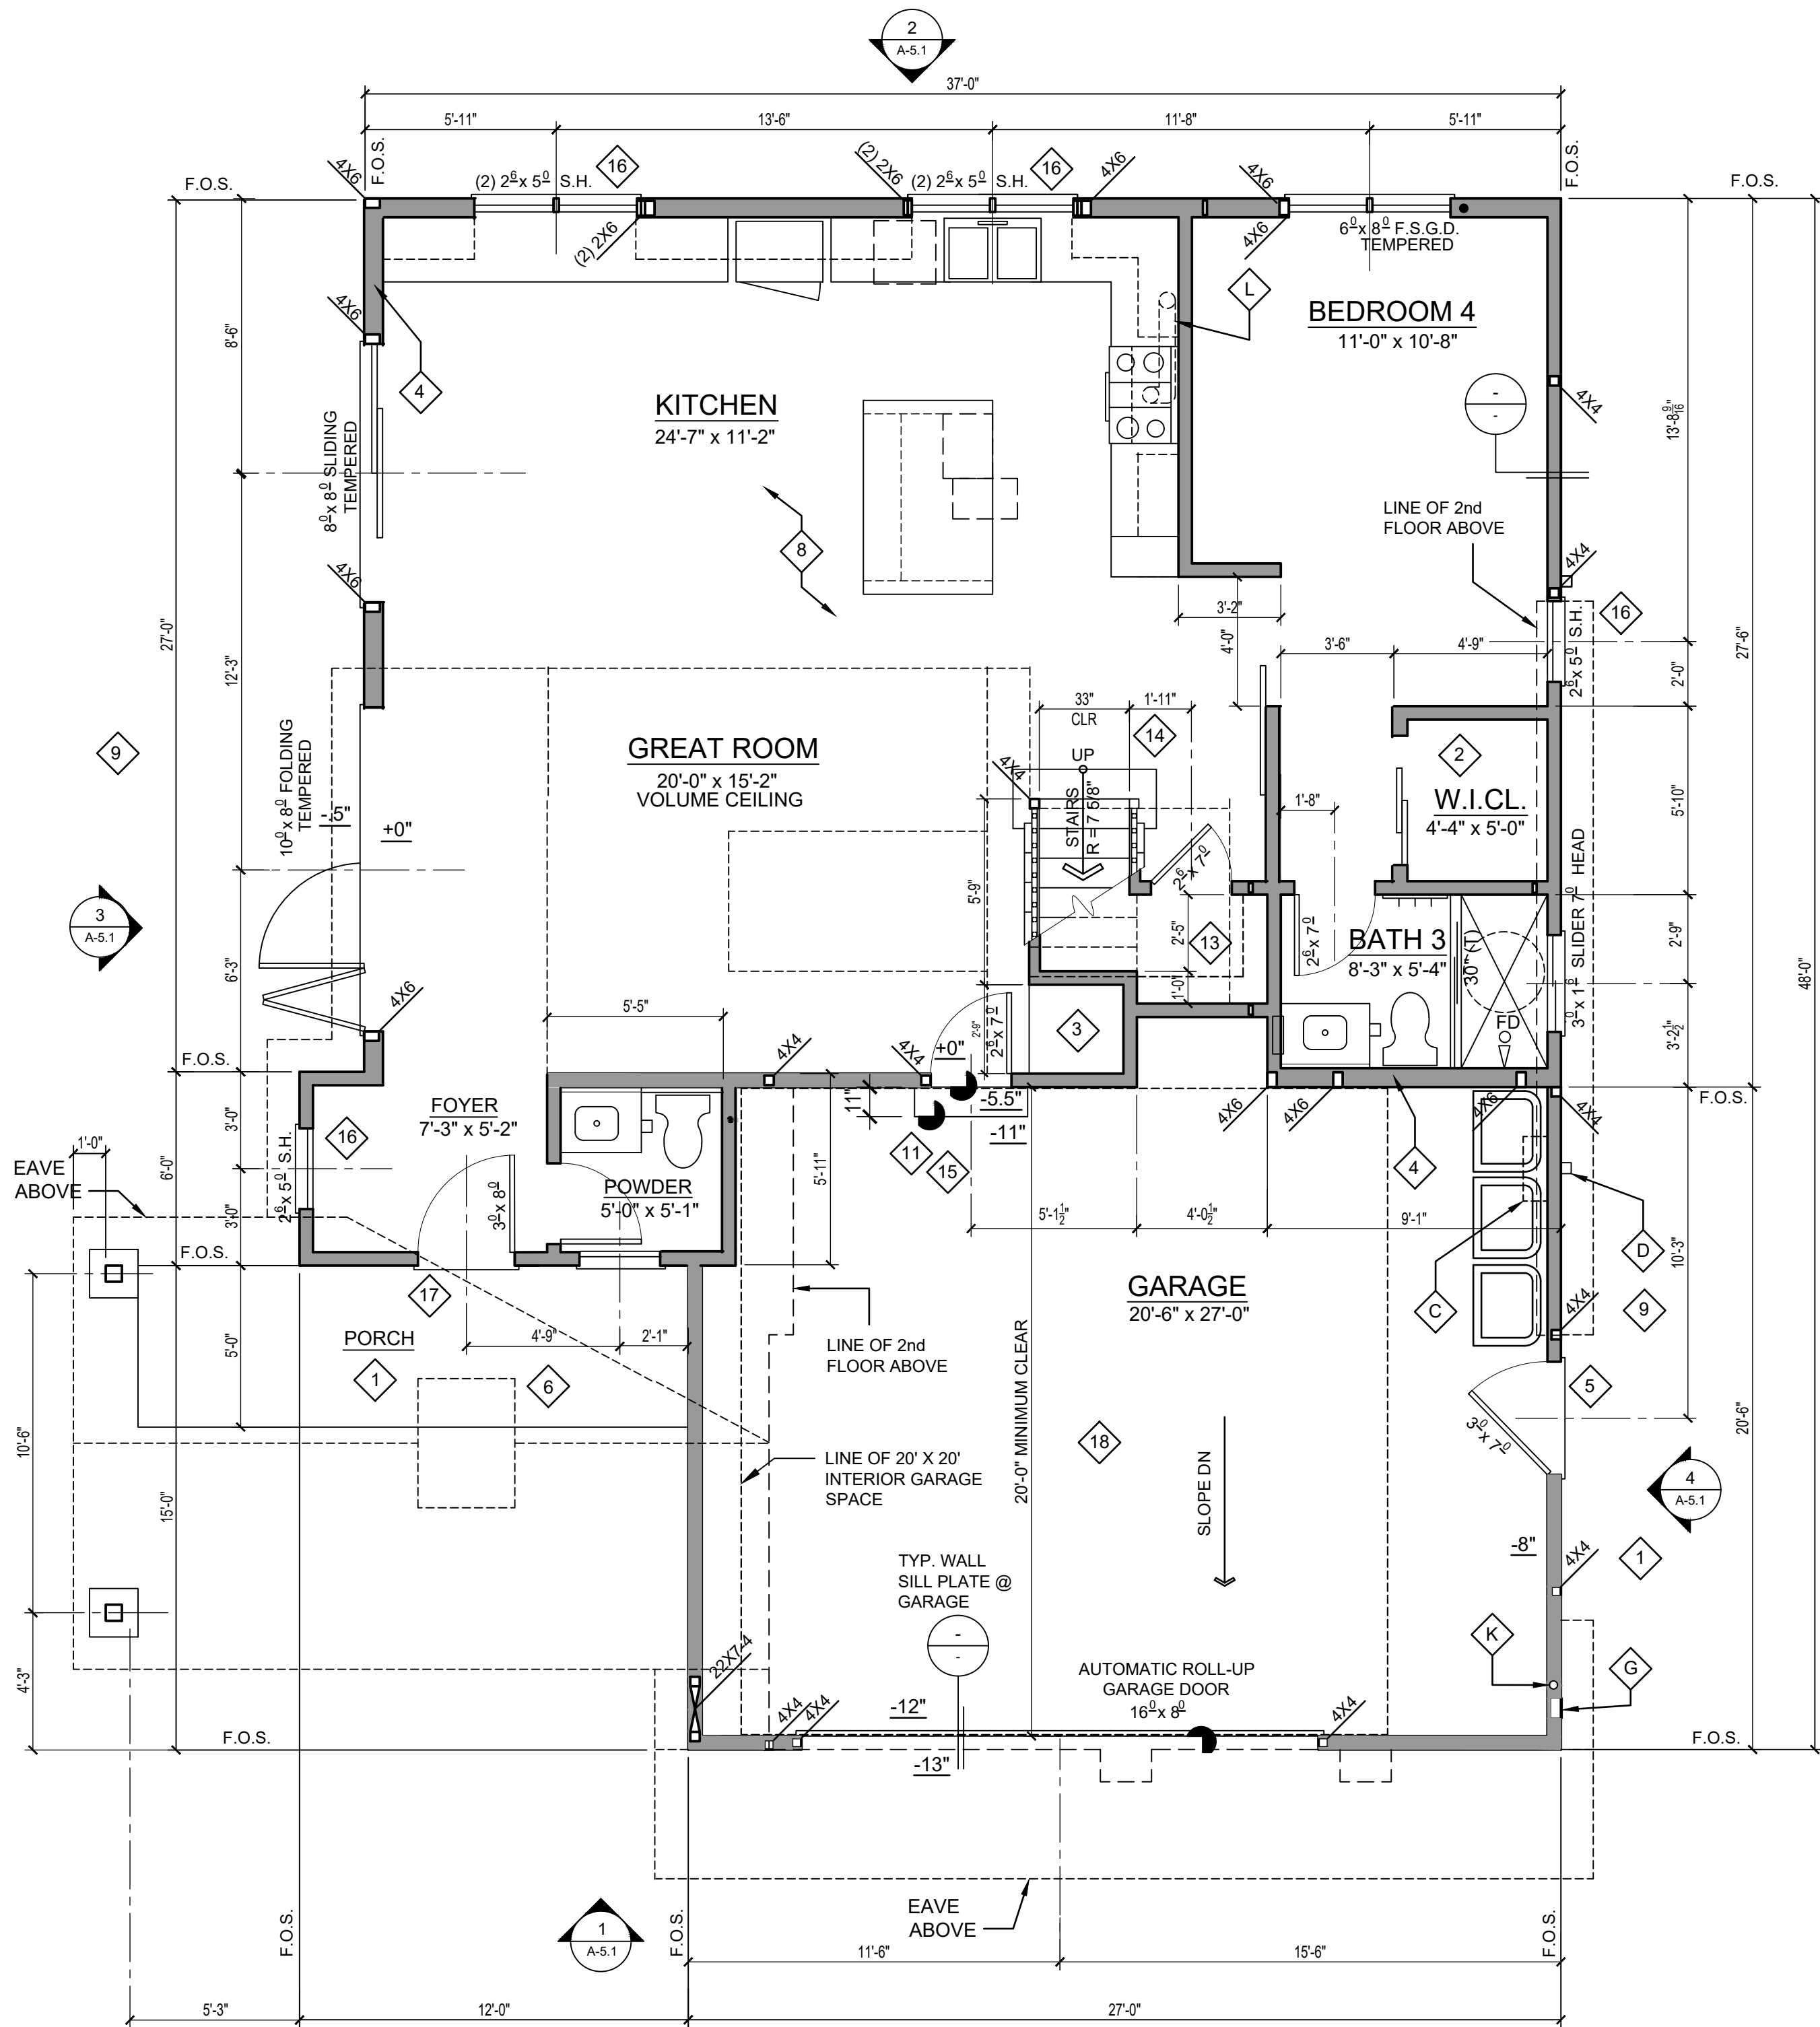 2
A-5.1
37'-0"
5'-11"
13'-6"
11'-8"
5'-11"
F.O.S.
4X6
F.O.S.
(2) 2⁶x 5⁰ S.H.
16
(2) 2X6
(2) 2X6
(2) 2⁶x 5⁰ S.H.
16
4X6
4X6
4X6
6⁰x 8⁰ F.S.G.D.
TEMPERED
F.O.S.
F.O.S.
L
BEDROOM 4
11'-0" x 10'-8"
4X6
8'-6"
4
KITCHEN
24'-7" x 11'-2"
-
-
4X4
13'-8 9/16"
8⁰x 8⁰ SLIDING
TEMPERED
LINE OF 2nd
FLOOR ABOVE
8
4X6
4X4
27'-0"
3'-2"
4'-0"
16
2⁶x 5⁰ S.H.
27'-6"
12'-3"
3'-6"
4'-9"
2'-0"
33"
CLR
1'-11"
14
9
10⁰x 8⁰ FOLDING
TEMPERED
GREAT ROOM
20'-0" x 15'-2"
VOLUME CEILING
4X4
UP
STAIRS
R = 7 5/8"
2
W.I.CL.
4'-4" x 5'-0"
5'-10"
-.5"
+0"
1'-8"
2⁶x 7⁰
5'-9"
3
A-5.1
2'-5"
13
2⁶x 7⁰
BATH 3
8'-3" x 5'-4"
30" (T)
3⁰x 1⁶ SLIDER 7⁰ HEAD
2'-9"
48'-0"
6'-3"
4X6
5'-5"
1'-0"
2'-9"
2⁶x 7⁰
3
FD
3'-2½"
F.O.S.
4X4
4X4
+0"
FOYER
7'-3" x 5'-2"
11"
-5.5"
-11"
4X6
4X6
4X6
4X4
F.O.S.
3'-0"
16
1'-0"
EAVE
ABOVE
6'-0"
2⁶x 5⁰ S.H.
3⁰x 8⁰
POWDER
5'-0" x 5'-1"
5'-11"
11
15
4
3'-0"
5'-1½"
4'-0½"
9'-1"
D
F.O.S.
10'-3"
17
GARAGE
20'-6" x 27'-0"
C
4X4
9
PORCH
4'-9"
2'-1"
LINE OF 2nd
FLOOR ABOVE
20'-0" MINIMUM CLEAR
1
6
5'-0"
5
3⁰x 7⁰
20'-6"
10'-6"
18
LINE OF 20' X 20'
INTERIOR GARAGE
SPACE
SLOPE DN
4
A-5.1
15'-0"
-8"
4X4
1
TYP. WALL
SILL PLATE @
GARAGE
-
-
K
G
22X7-4
AUTOMATIC ROLL-UP
GARAGE DOOR
16⁰x 8⁰
4'-3"
4X4
4X4
-12"
4X4
F.O.S.
-13"
F.O.S.
EAVE
ABOVE
1
A-5.1
F.O.S.
F.O.S.
F.O.S.
11'-6"
15'-6"
5'-3"
12'-0"
27'-0"